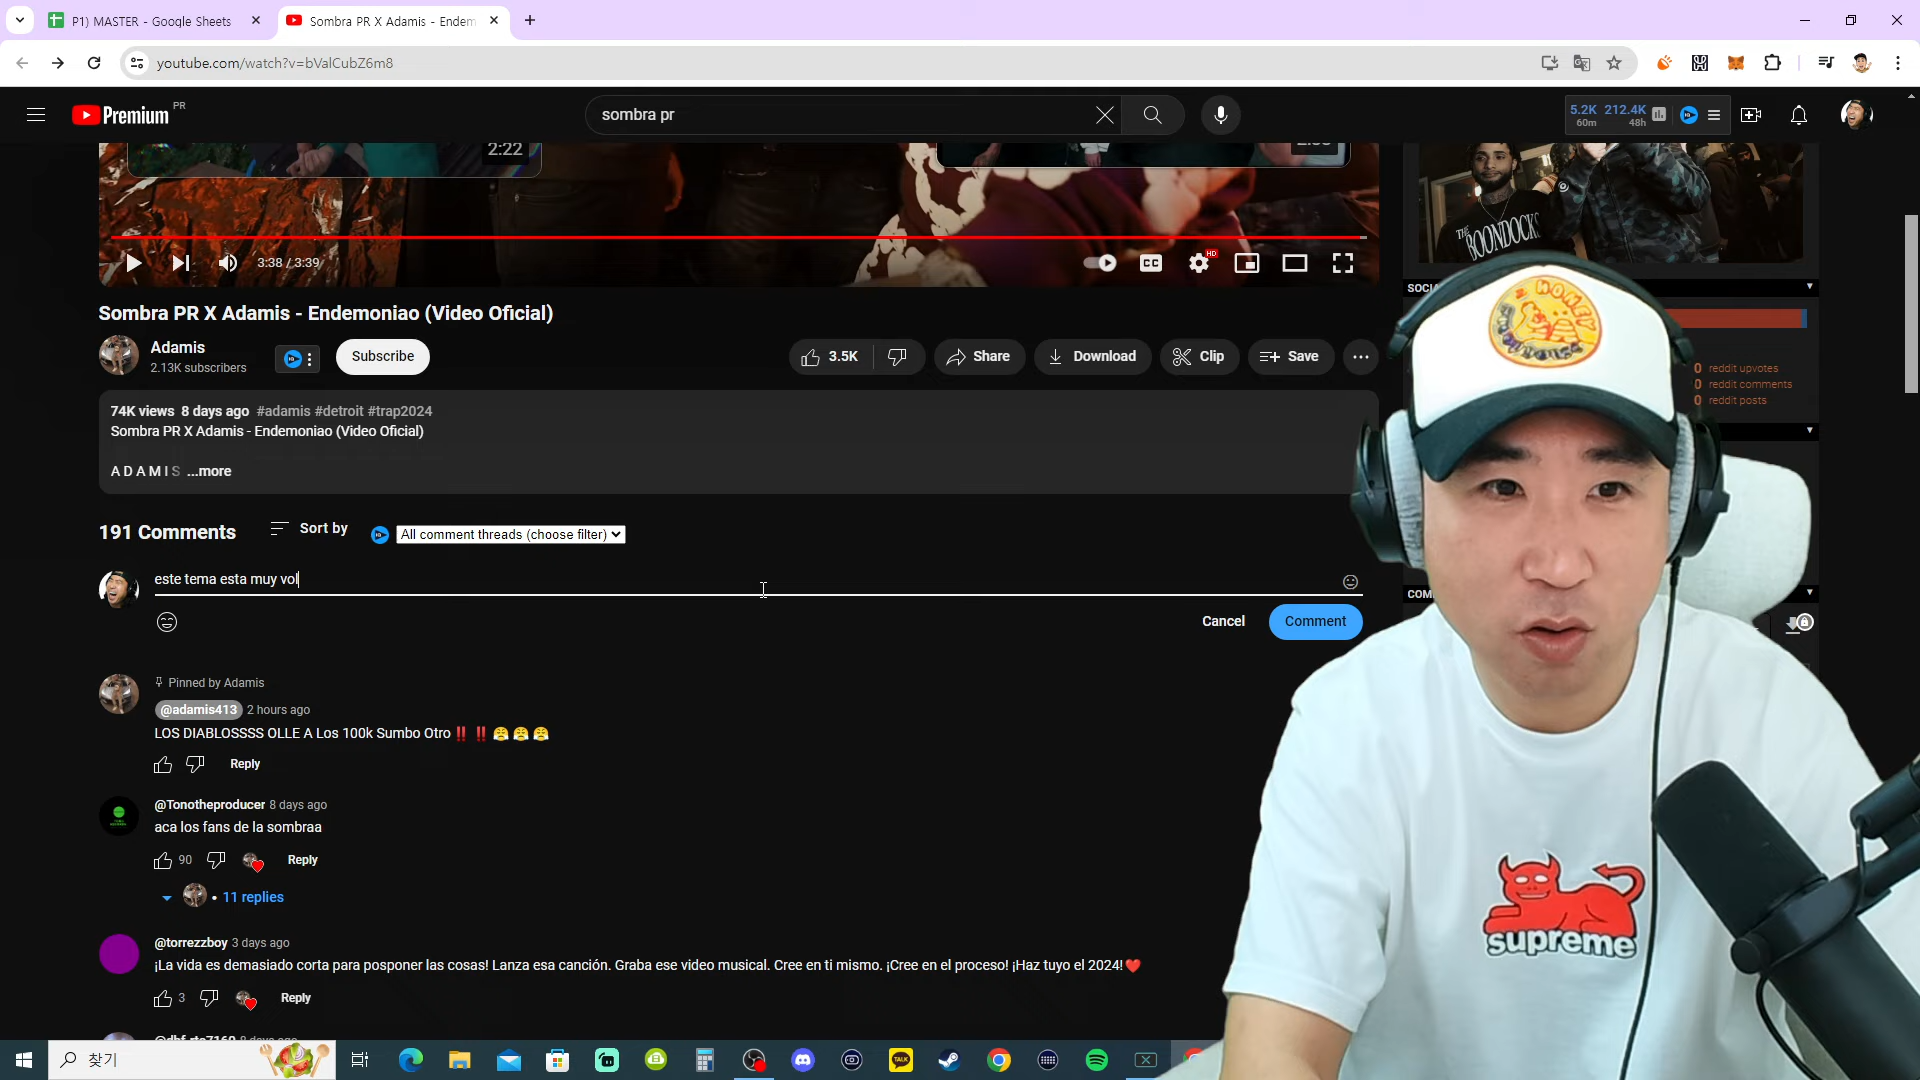 P1) MASTER - Google Sheets
Sombra PR X Adamis - Endem
youtube.com/watch?v=bValCubZ6m8
Premium PR
sombra pr
5.2K 212.4K
60m 48h
2:22
THE BOONDOCKS
3:38 / 3:39
CC
HD
Sombra PR X Adamis - Endemoniao (Video Oficial)
Adamis
2.13K subscribers
Subscribe
3.5K
Share
Download
Clip
Save
0 reddit upvotes
0 reddit comments
0 reddit posts
74K views 8 days ago #adamis #detroit #trap2024
Sombra PR X Adamis - Endemoniao (Video Oficial)
A D A M I S ...more
191 Comments
Sort by
All comment threads (choose filter)
este tema esta muy vol
Cancel
Comment
Pinned by Adamis
@adamis413 2 hours ago
LOS DIABLOSSSS OLLE A Los 100k Sumbo Otro ‼️ ‼️ 😤 😤 😤
Reply
@Tonotheproducer 8 days ago
aca los fans de la sombraa
90 Reply
• 11 replies
@torrezzboy 3 days ago
¡La vida es demasiado corta para posponer las cosas! Lanza esa canción. Graba ese video musical. Cree en ti mismo. ¡Cree en el proceso! ¡Haz tuyo el 2024!❤️
3 Reply
supreme
찾기
TALK